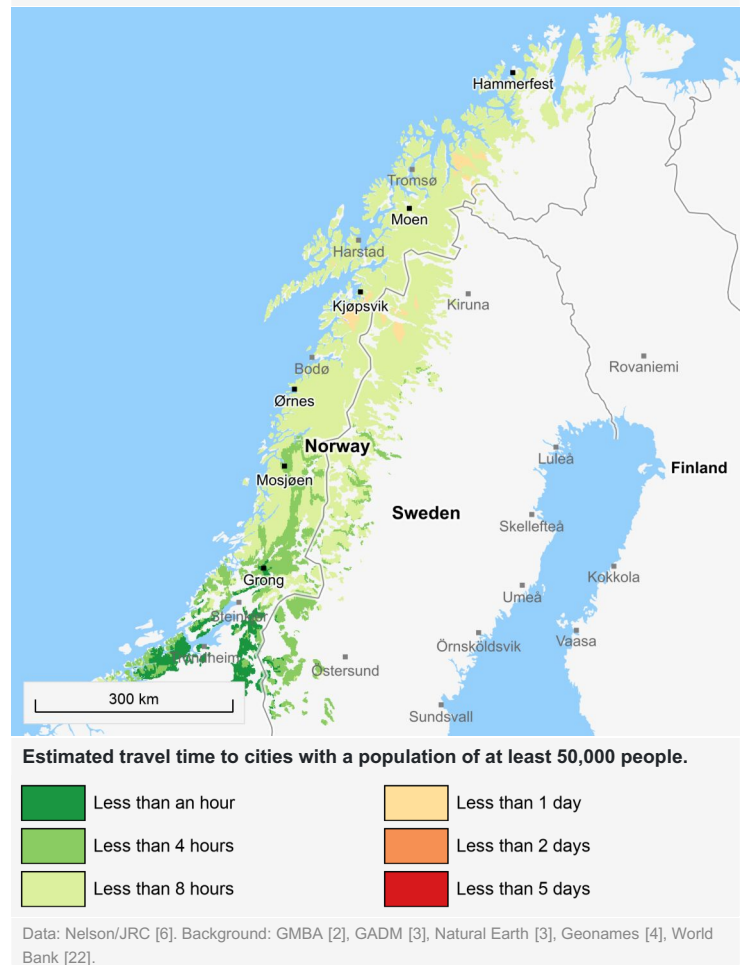 Hammerfest
Tromsø
Moen
Harstad
Kjøpsvik
Kiruna
Bodø
Rovaniemi
Ørnes
Norway
Luleå
Mosjøen
Finland
Sweden
Skellefteå
Grong
Kokkola
Umeå
Steinkjer
Örnsköldsvik
Vaasa
Trondheim
Östersund
300 km
Sundsvall
Estimated travel time to cities with a population of at least 50,000 people.
Less than an hour
Less than 1 day
Less than 4 hours
Less than 2 days
Less than 8 hours
Less than 5 days
Data: Nelson/JRC [6]. Background: GMBA [2], GADM [3], Natural Earth [3], Geonames [4], World
Bank [22].